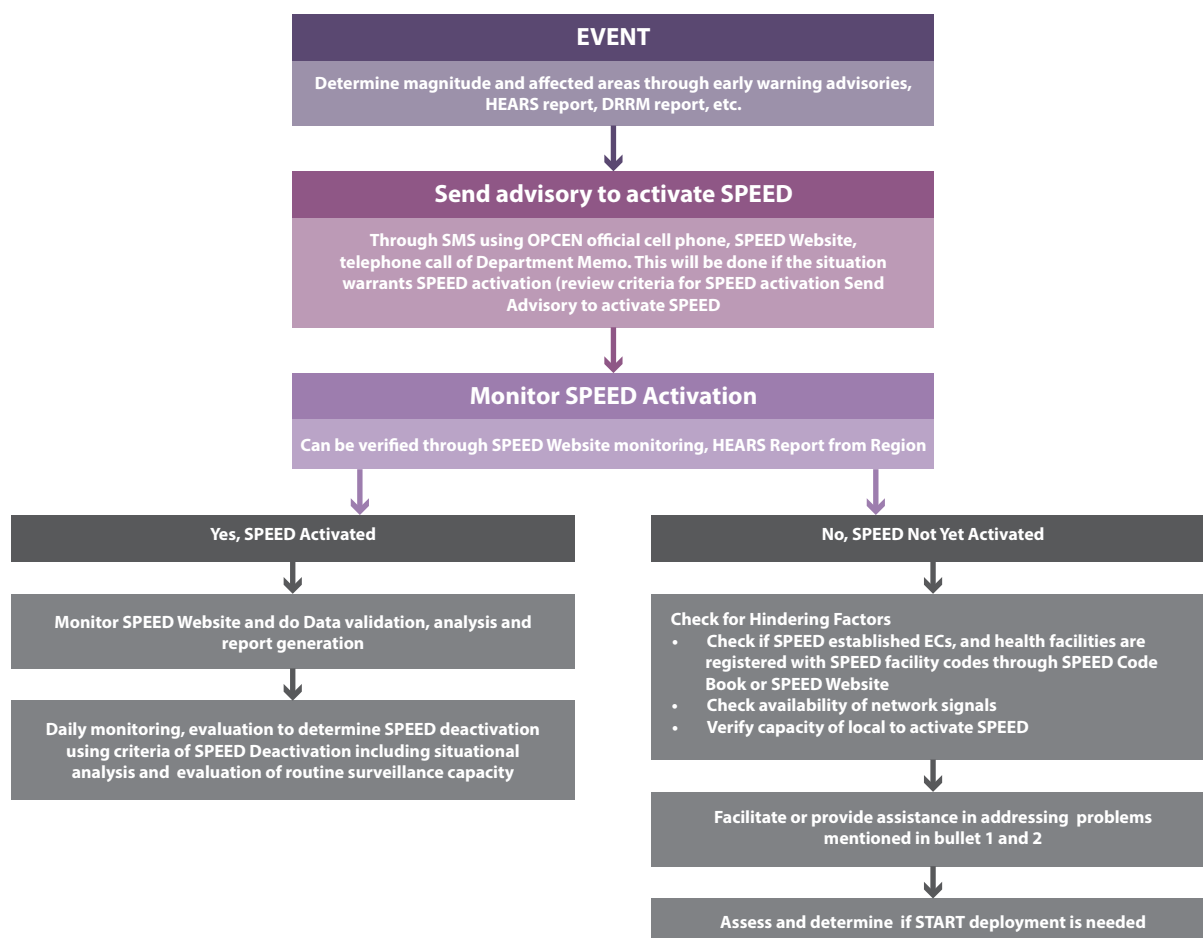 EVENT
Determine magnitude and affected areas through early warning advisories,
HEARS report, DRRM report, etc.
Send advisory to activate SPEED
Through SMS using OPCEN official cell phone, SPEED Website,
telephone call of Department Memo. This will be done if the situation
warrants SPEED activation (review criteria for SPEED activation Send
Advisory to activate SPEED
Monitor SPEED Activation
Can be verified through SPEED Website monitoring, HEARS Report from Region
Yes, SPEED Activated
Monitor SPEED Website and do Data validation, analysis and
report generation
Daily monitoring, evaluation to determine SPEED deactivation
using criteria of SPEED Deactivation including situational
analysis and evaluation of routine surveillance capacity
No, SPEED Not Yet Activated
Check for Hindering Factors
• Check if SPEED established ECs, and health facilities are
registered with SPEED facility codes through SPEED Code
Book or SPEED Website
• Check availability of network signals
• Verify capacity of local to activate SPEED
Facilitate or provide assistance in addressing problems
mentioned in bullet 1 and 2
Assess and determine if START deployment is needed